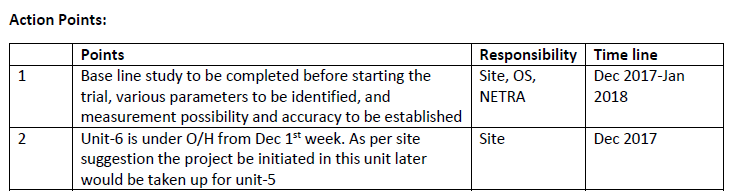 Action Points:
Points Responsibility Time line
1 Base line study to be completed before starting the Site, OS, Dec 2017-Jan
trial, various parameters to be identified, and NETRA 2018
measurement possibility and accuracy to be established
2 Unit-6 is under O/H from Dec 1st week. As per site Site Dec 2017
suggestion the project be initiated in this unit later
would be taken up for unit-5